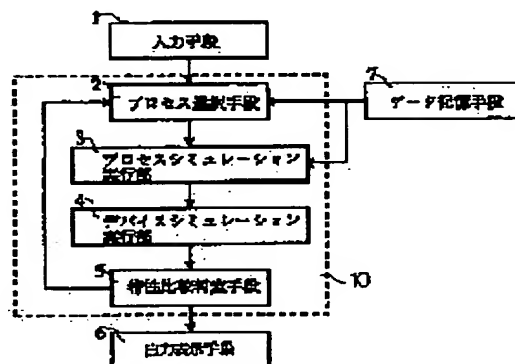 1
入力手段
2
プロセス選択手段
7
データ記憶手段
3
プロセスシミュレーション
実行部
4
デバイスシミュレーション
実行部
5
特性比較判定手段
10
6
出力表示手段